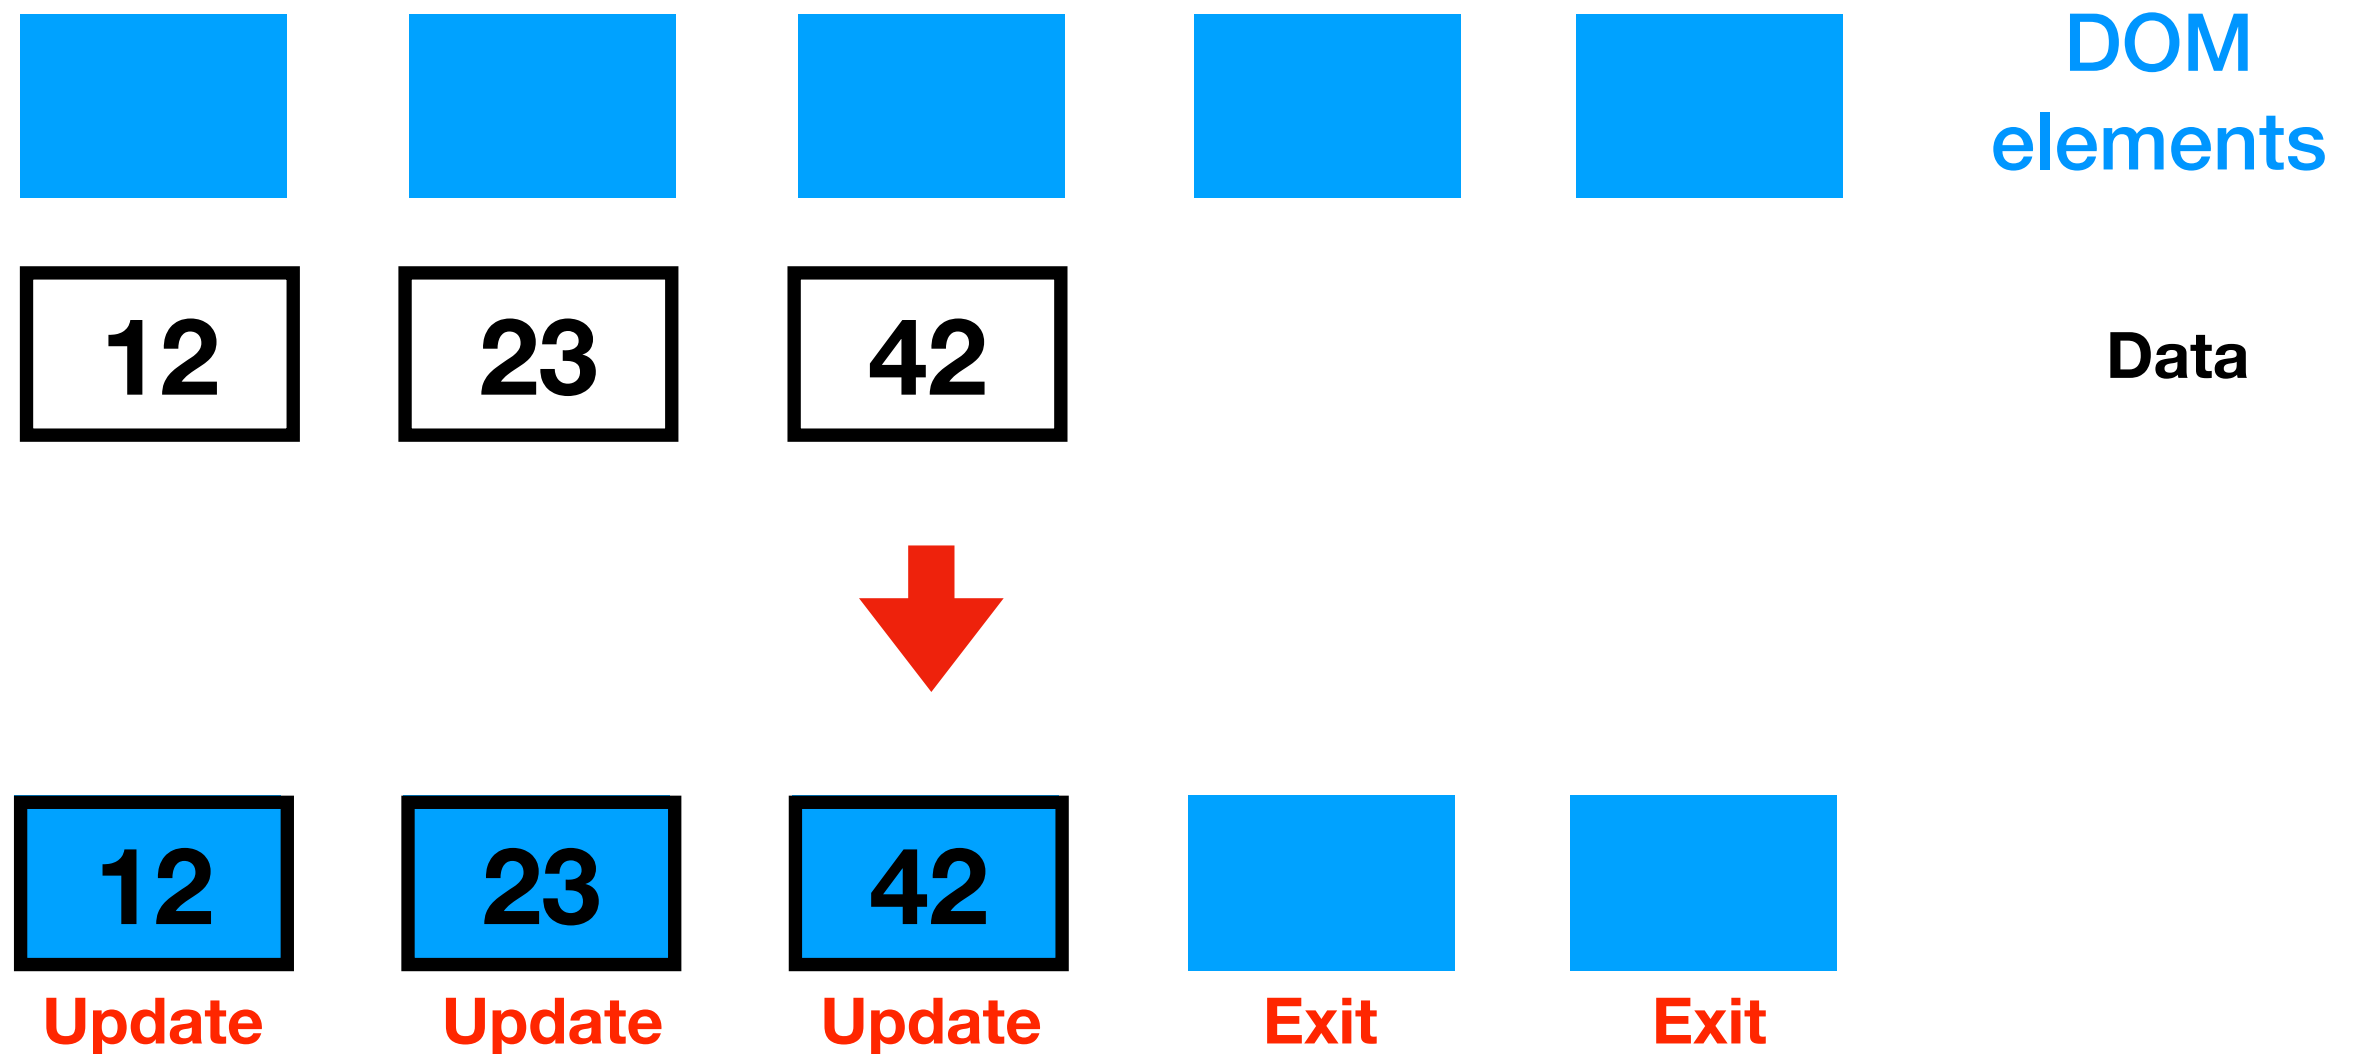 DOM
elements
12 23 42 Data
12 23 42
Update Update Update Exit Exit